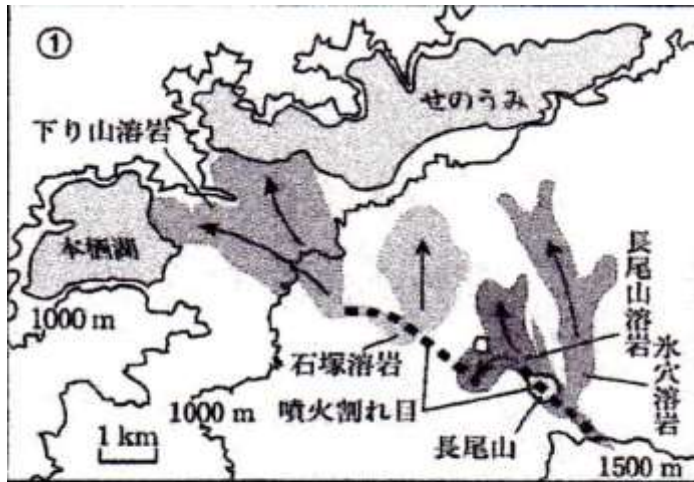 ①
せのうみ
下り山溶岩
本栖湖
1000 m
長尾山溶岩
氷穴溶岩
石塚溶岩
1000 m
噴火割れ目
長尾山
1 km
1500 m